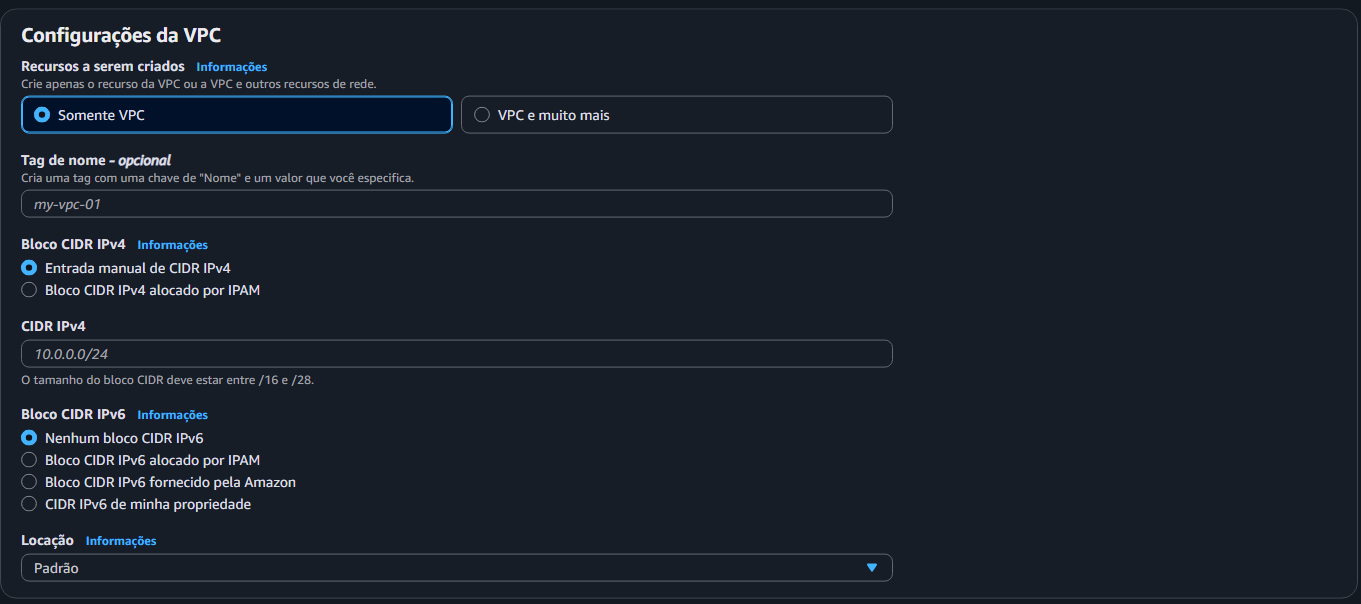 Configurações da VPC
Recursos a serem criados Informações
Crie apenas o recurso da VPC ou a VPC e outros recursos de rede.
Somente VPC VPC e muito mais
Tag de nome - opcional
Cria uma tag com uma chave de "Nome" e um valor que você especifica.
my-vpc-01
Bloco CIDR IPv4 Informações
Entrada manual de CIDR IPv4
Bloco CIDR IPv4 alocado por IPAM
CIDR IPv4
10.0.0.0/24
O tamanho do bloco CIDR deve estar entre /16 e /28.
Bloco CIDR IPv6 Informações
Nenhum bloco CIDR IPv6
Bloco CIDR IPv6 alocado por IPAM
Bloco CIDR IPv6 fornecido pela Amazon
CIDR IPv6 de minha propriedade
Locação Informações
Padrão